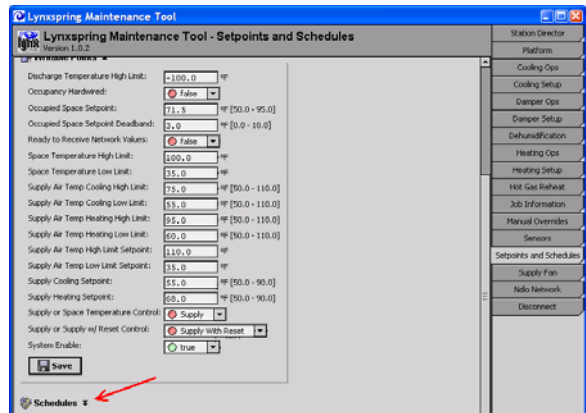 Lynxspring Maintenance Tool
lynx Lynxspring Maintenance Tool - Setpoints and Schedules
Version 1.0.2
Writable Points
Discharge Temperature High Limit: -100.0 °F
Occupancy Hardwired: false
Occupied Space Setpoint: 71.5 °F [50.0 - 95.0]
Occupied Space Setpoint Deadband: 3.0 °F [0.0 - 10.0]
Ready to Receive Network Values: false
Space Temperature High Limit: 100.0 °F
Space Temperature Low Limit: 35.0 °F
Supply Air Temp Cooling High Limit: 75.0 °F [50.0 - 110.0]
Supply Air Temp Cooling Low Limit: 55.0 °F [50.0 - 110.0]
Supply Air Temp Heating High Limit: 95.0 °F [50.0 - 110.0]
Supply Air Temp Heating Low Limit: 60.0 °F [50.0 - 110.0]
Supply Air Temp High Limit Setpoint: 110.0 °F
Supply Air Temp Low Limit Setpoint: 35.0 °F
Supply Cooling Setpoint: 55.0 °F [50.0 - 90.0]
Supply Heating Setpoint: 68.0 °F [50.0 - 90.0]
Supply or Space Temperature Control: Supply
Supply or Supply w/ Reset Control: Supply With Reset
System Enable: true
Save
Schedules
Station Director
Platform
Cooling Ops
Cooling Setup
Damper Ops
Damper Setup
Dehumidification
Heating Ops
Heating Setup
Hot Gas Reheat
Job Information
Manual Overrides
Sensors
Setpoints and Schedules
Supply Fan
Ndio Network
Disconnect